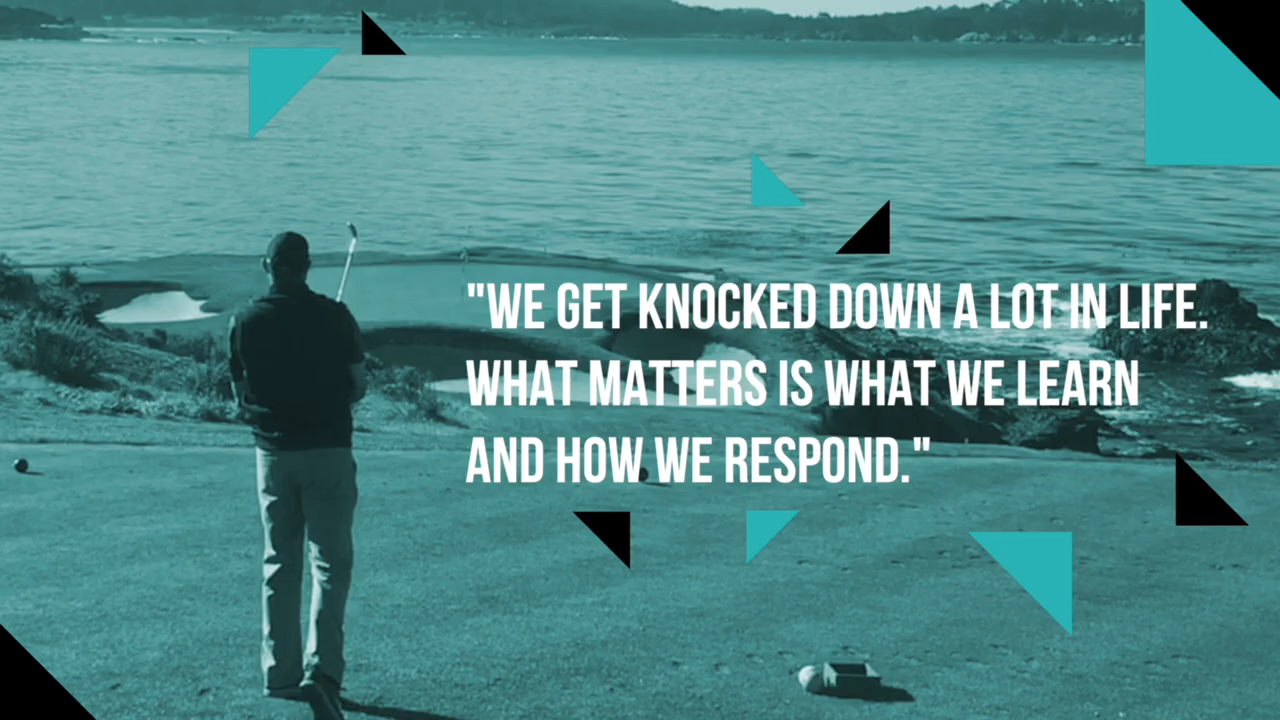 "WE GET KNOCKED DOWN A LOT IN LIFE.
WHAT MATTERS IS WHAT WE LEARN
AND HOW WE RESPOND."